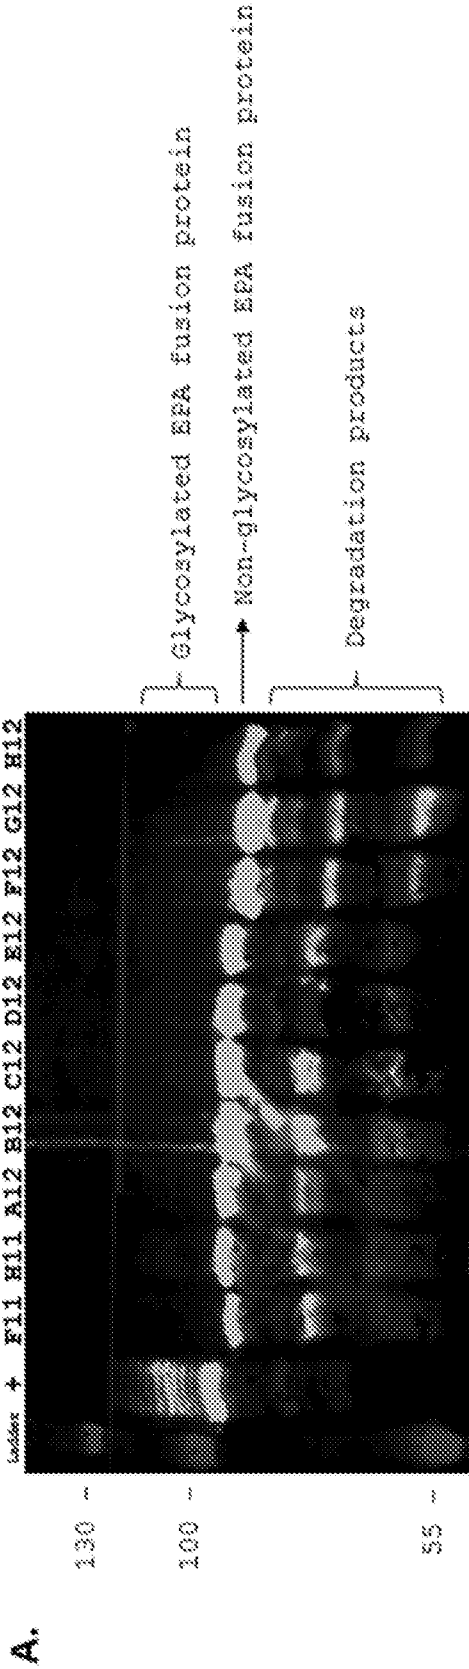 A.
Ladder + F11 H11 A12 B12 C12 D12 E12 F12 G12 H12
130 -
100 -
55 -
Glycosylated EPA fusion protein
Non-glycosylated EPA fusion protein
Degradation products